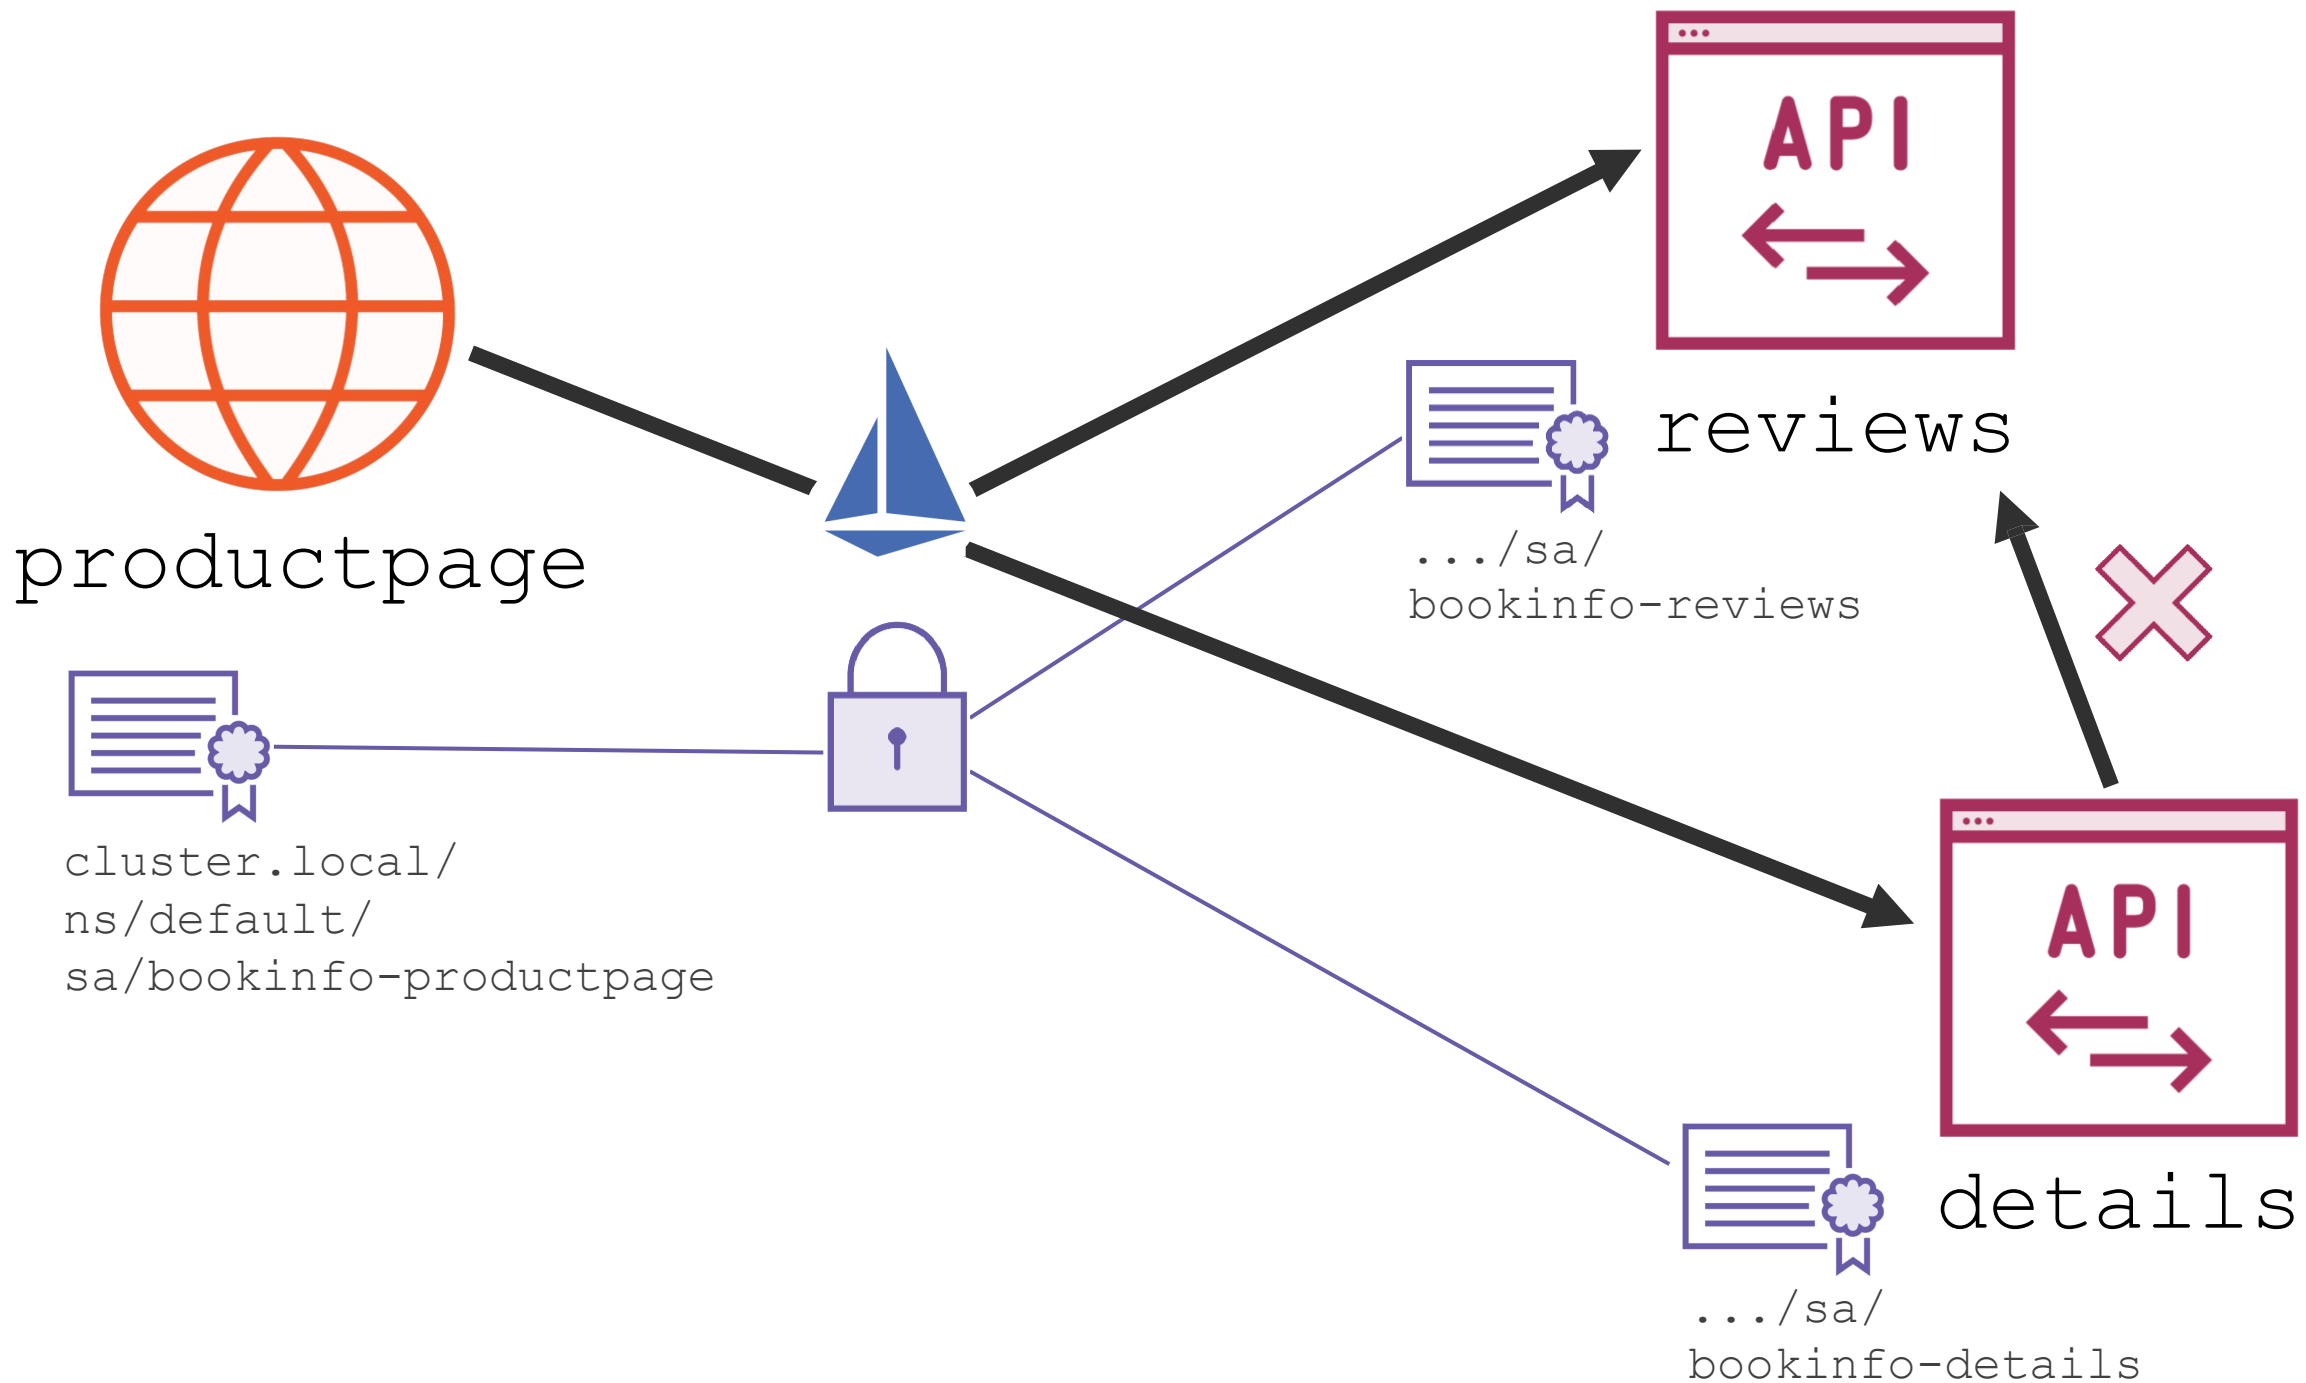 API
reviews
productpage
.../sa/
bookinfo-reviews
cluster.local/
ns/default/
sa/bookinfo-productpage
API
details
.../sa/
bookinfo-details